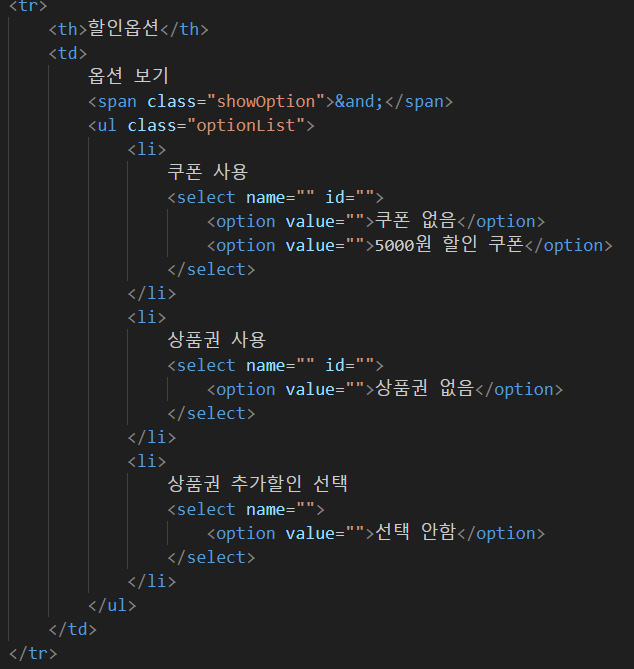 <tr>
<th>할인옵션</th>
<td>
옵션 보기
<span class="showOption">&and;</span>
<ul class="optionList">
<li>
쿠폰 사용
<select name="" id="">
<option value="">쿠폰 없음</option>
<option value="">5000원 할인 쿠폰</option>
</select>
</li>
<li>
상품권 사용
<select name="" id="">
<option value="">상품권 없음</option>
</select>
</li>
<li>
상품권 추가할인 선택
<select name="">
<option value="">선택 안함</option>
</select>
</li>
</ul>
</td>
</tr>